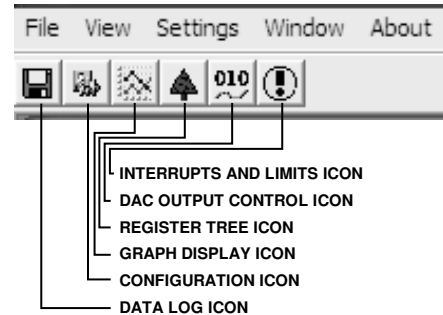 File View Settings Window About
010
INTERRUPTS AND LIMITS ICON
DAC OUTPUT CONTROL ICON
REGISTER TREE ICON
GRAPH DISPLAY ICON
CONFIGURATION ICON
DATA LOG ICON